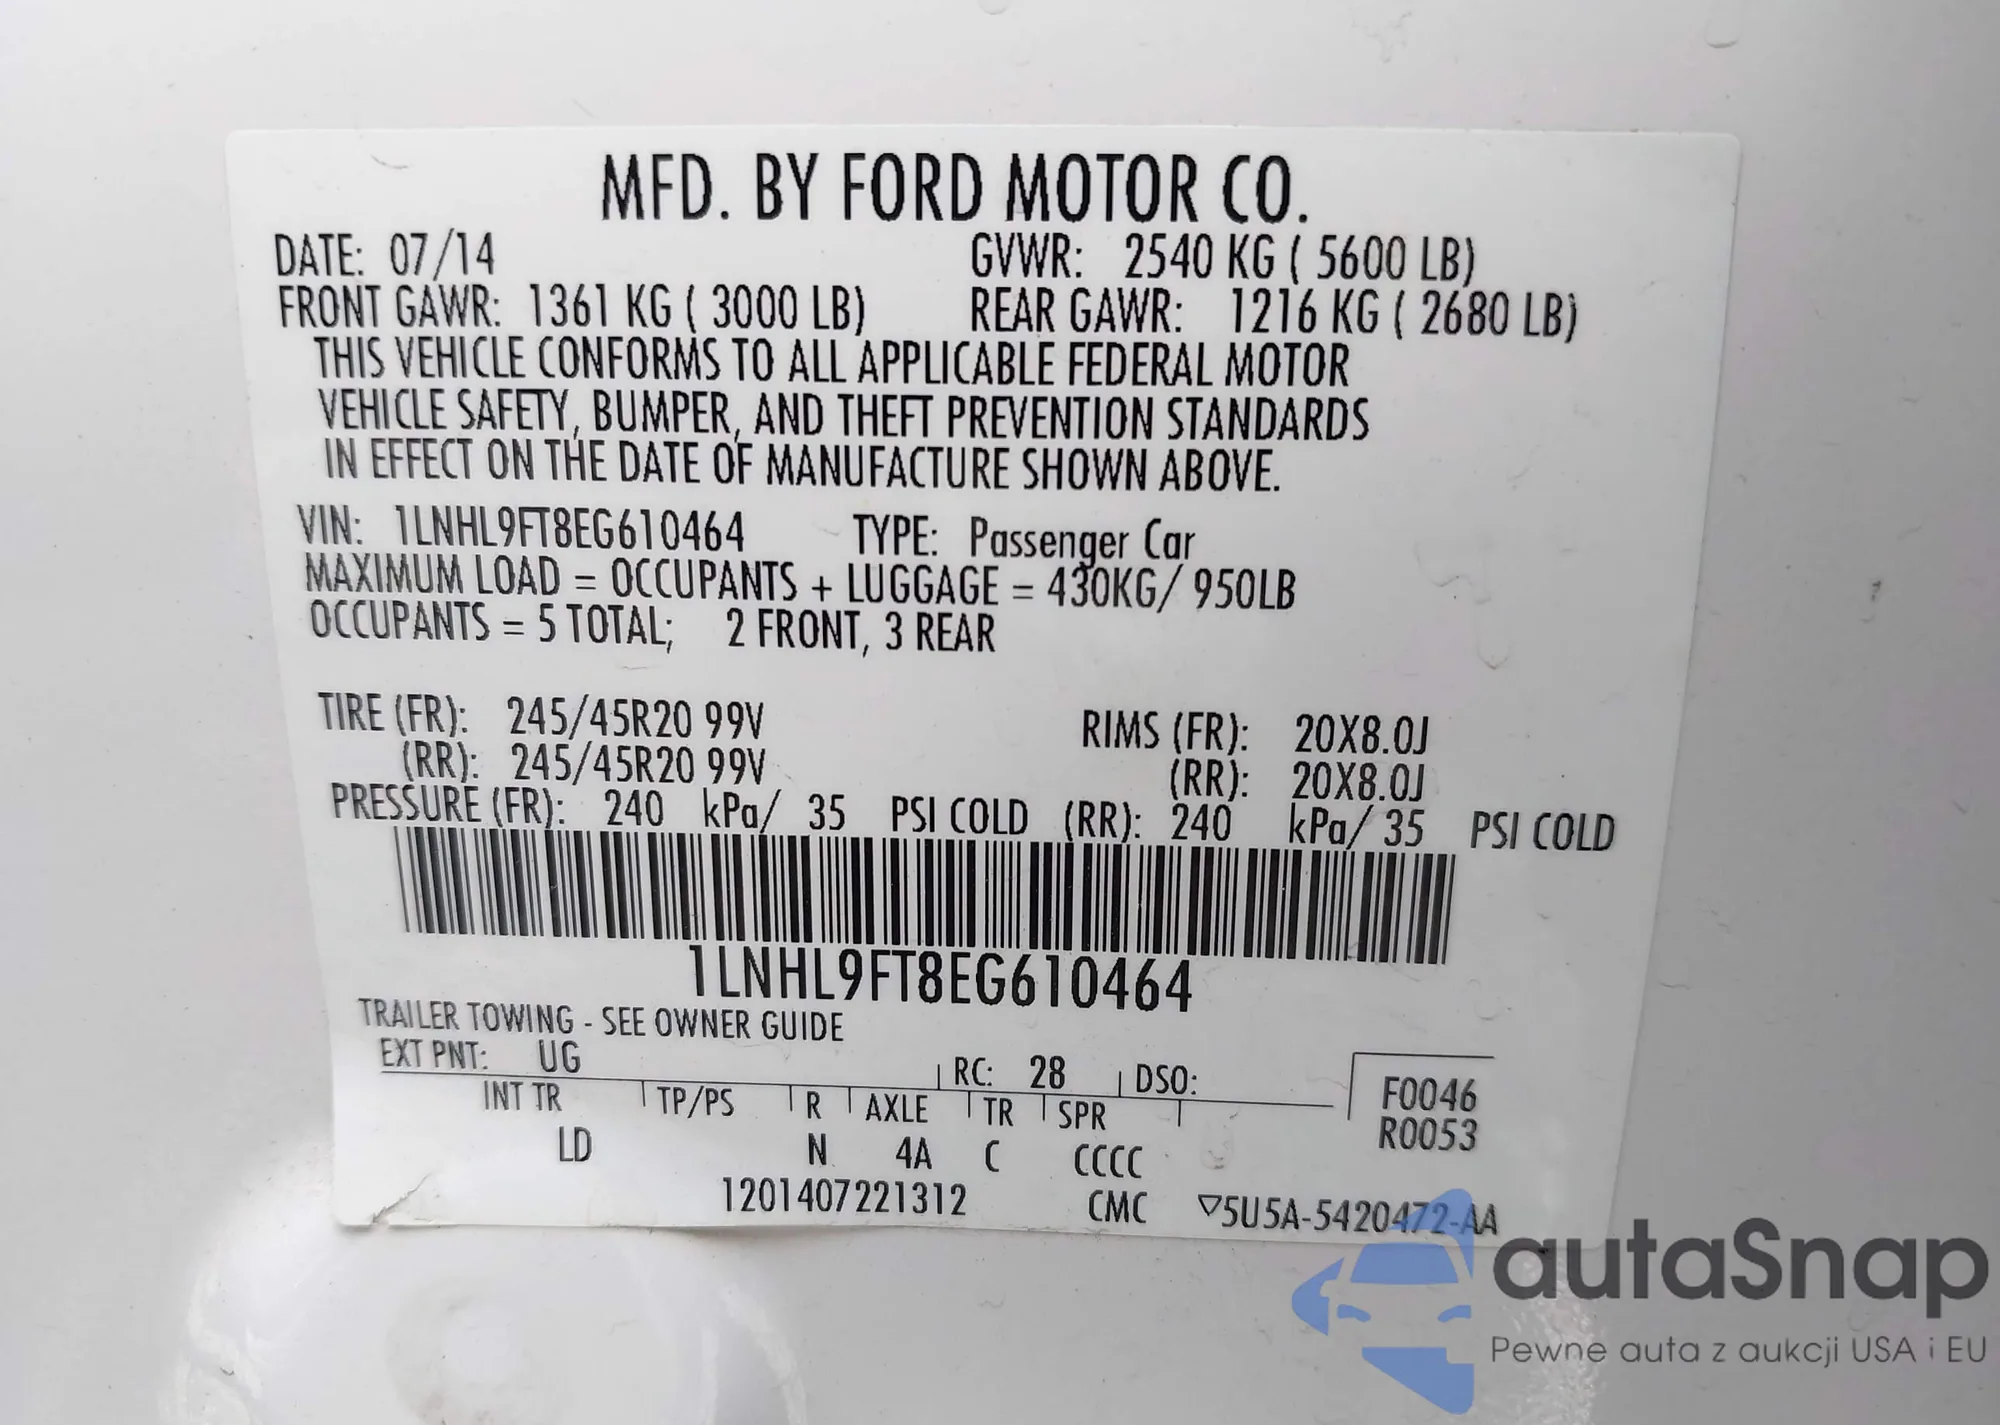 MFD. BY FORD MOTOR CO.
DATE: 07/14 GVWR: 2540 KG ( 5600 LB)
FRONT GAWR: 1361 KG ( 3000 LB) REAR GAWR: 1216 KG ( 2680 LB)
THIS VEHICLE CONFORMS TO ALL APPLICABLE FEDERAL MOTOR
VEHICLE SAFETY, BUMPER, AND THEFT PREVENTION STANDARDS
IN EFFECT ON THE DATE OF MANUFACTURE SHOWN ABOVE.
VIN: 1LNHL9FT8EG610464 TYPE: Passenger Car
MAXIMUM LOAD = OCCUPANTS + LUGGAGE = 430KG/ 950LB
OCCUPANTS = 5 TOTAL; 2 FRONT, 3 REAR
TIRE (FR): 245/45R20 99V RIMS (FR): 20X8.0J
(RR): 245/45R20 99V (RR): 20X8.0J
PRESSURE (FR): 240 kPa/ 35 PSI COLD (RR): 240 kPa/ 35 PSI COLD
1LNHL9FT8EG610464
TRAILER TOWING - SEE OWNER GUIDE
EXT PNT: UG RC: 28 DSO: F0046
INT TR TP/PS R AXLE TR SPR R0053
LD N 4A C CCCC
1201407221312 CMC ▽5U5A-5420472-AA
autaSnap
Pewne auta z aukcji USA i EU